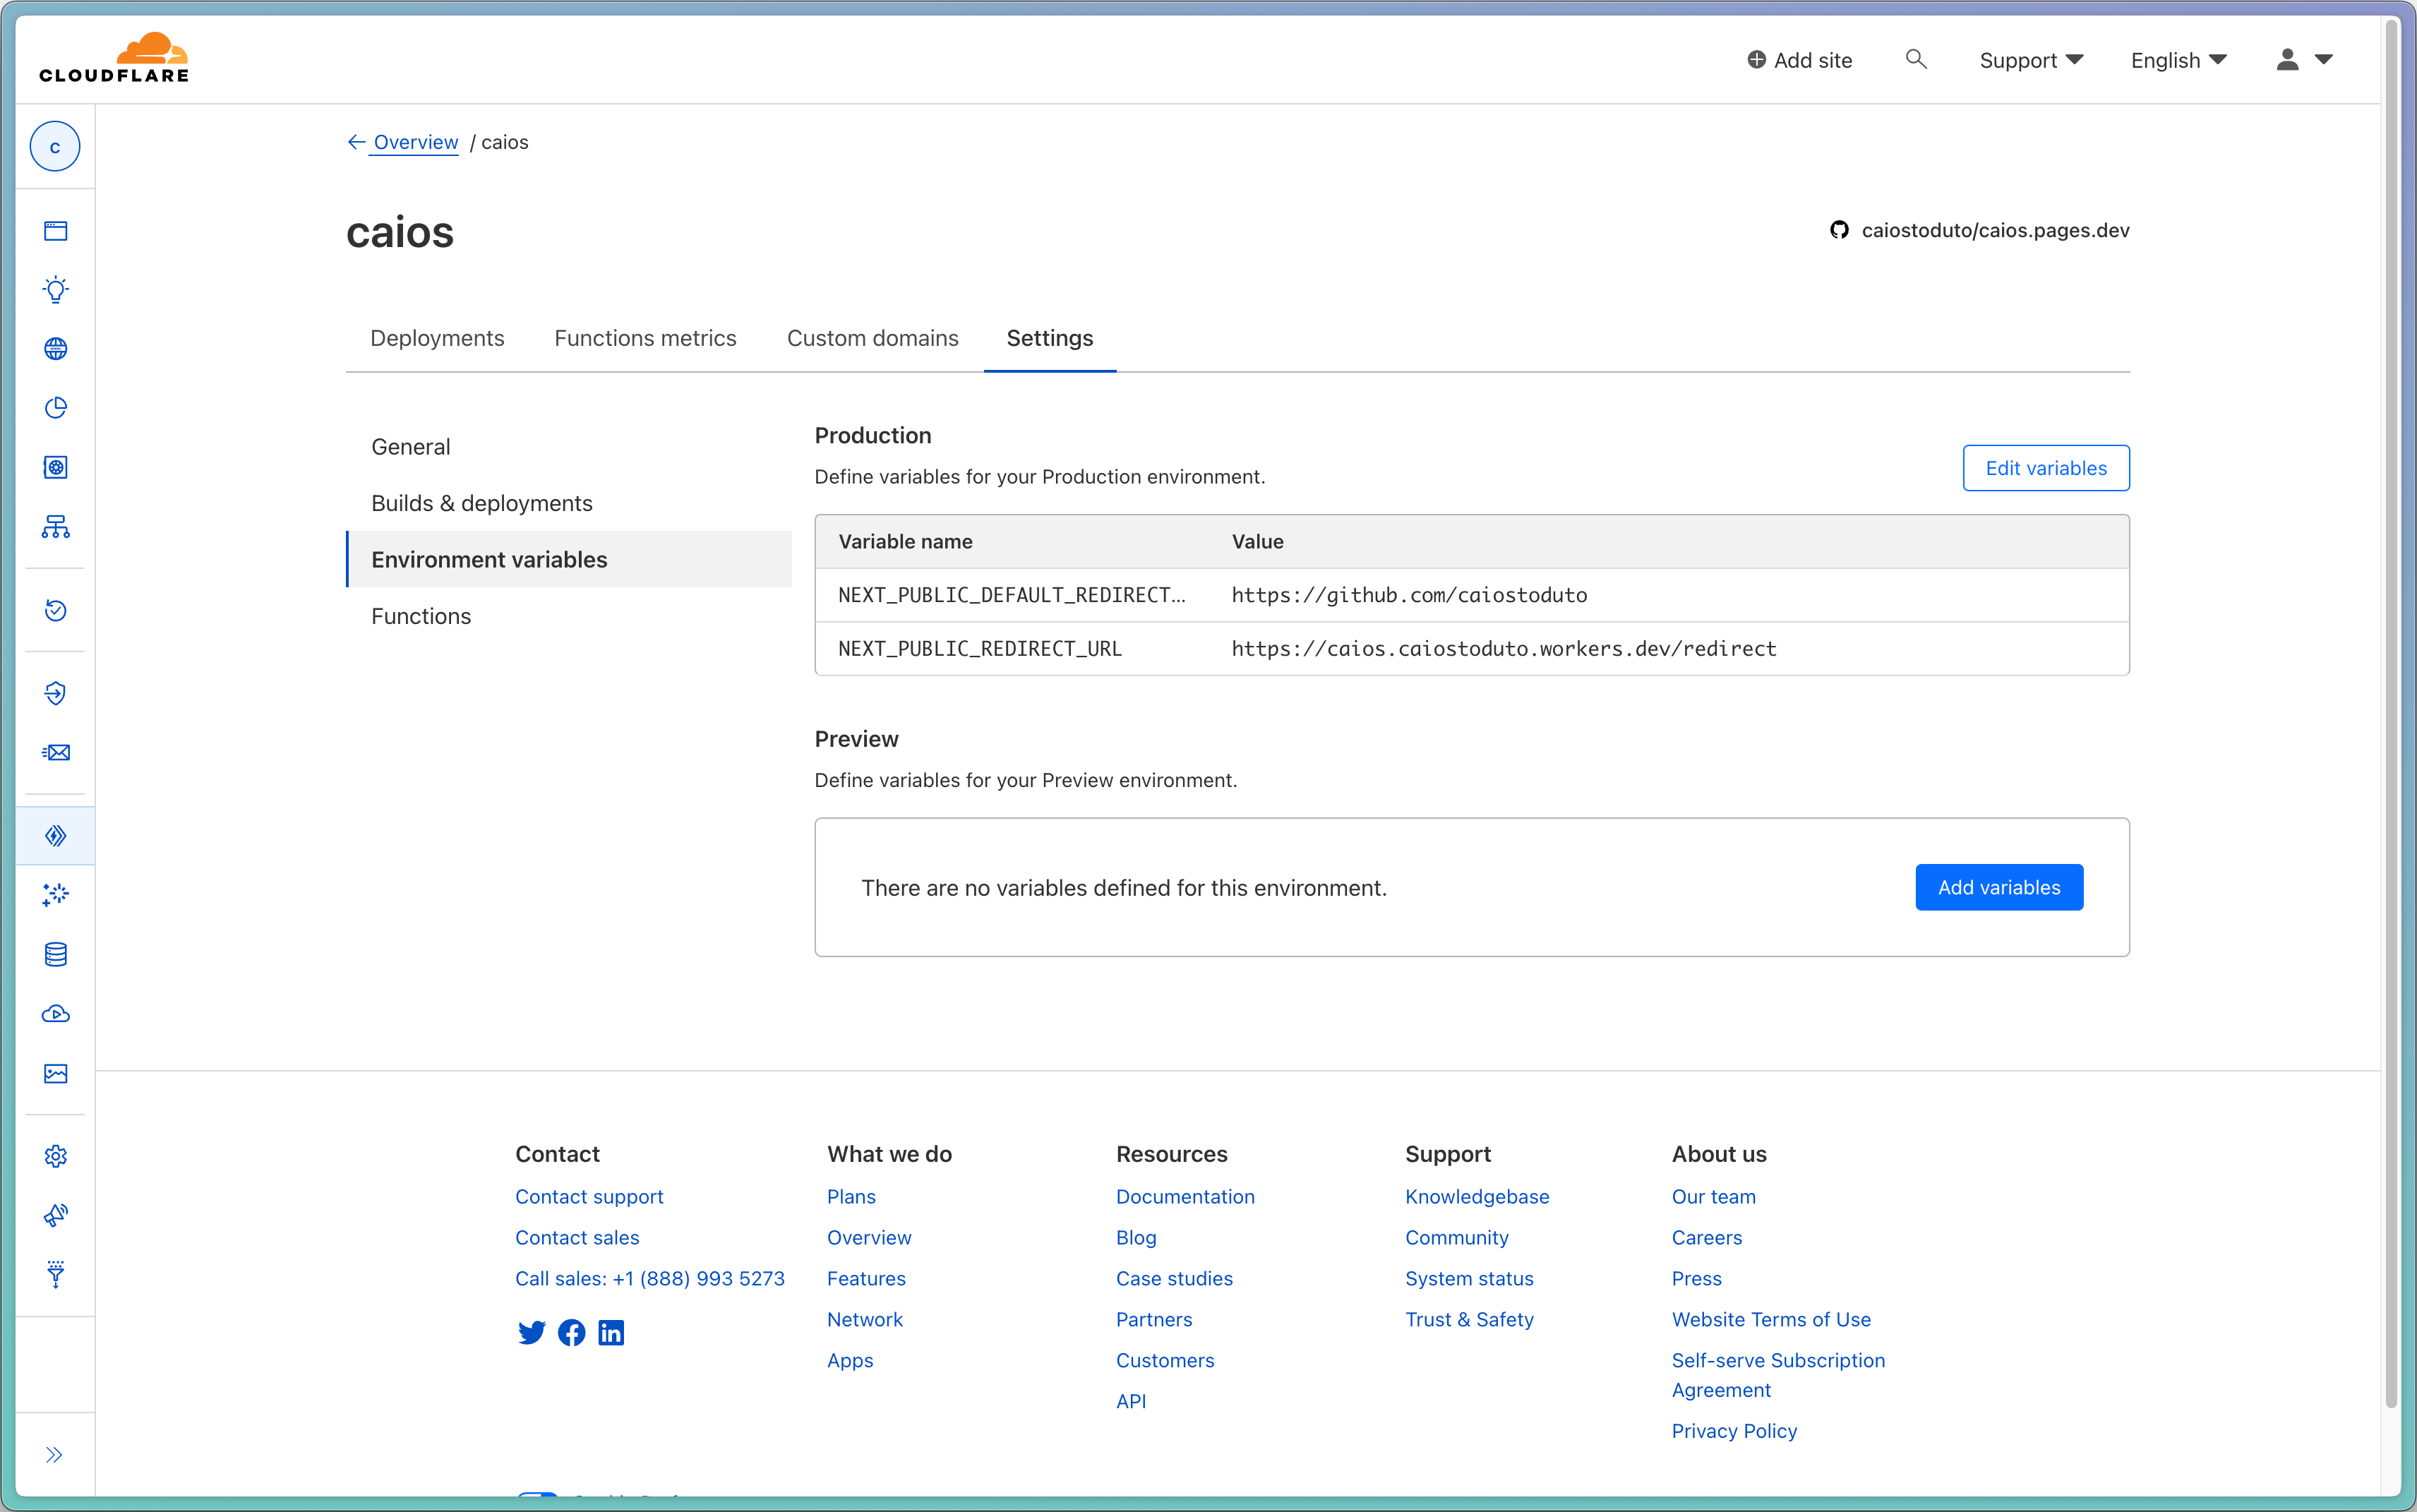 CLOUDFLARE
Add site
Support
English
C
Overview / caios
caios
caiostoduto/caios.pages.dev
Deployments
Functions metrics
Custom domains
Settings
General
Builds & deployments
Environment variables
Functions
Production
Define variables for your Production environment.
Edit variables
Variable name Value
NEXT_PUBLIC_DEFAULT_REDIRECT... https://github.com/caiostoduto
NEXT_PUBLIC_REDIRECT_URL https://caios.caiostoduto.workers.dev/redirect
Preview
Define variables for your Preview environment.
There are no variables defined for this environment.
Add variables
Contact
Contact support
Contact sales
Call sales: +1 (888) 993 5273
What we do
Plans
Overview
Features
Network
Apps
Resources
Documentation
Blog
Case studies
Partners
Customers
API
Support
Knowledgebase
Community
System status
Trust & Safety
About us
Our team
Careers
Press
Website Terms of Use
Self-serve Subscription
Agreement
Privacy Policy